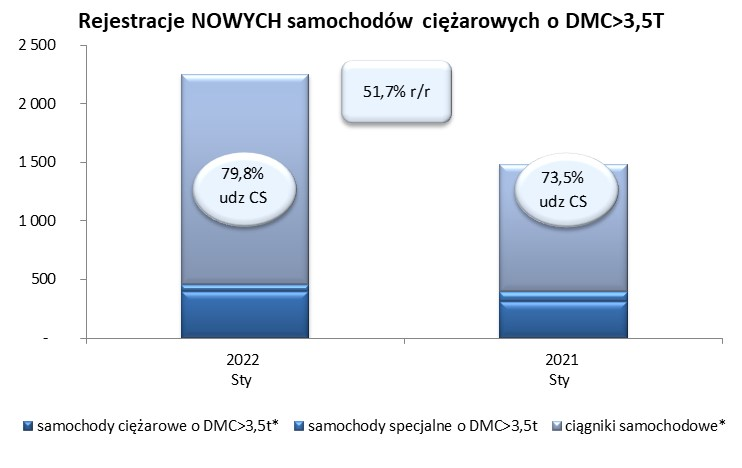 Rejestracje NOWYCH samochodów ciężarowych o DMC>3,5T
2 500
2 000
1 500
1 000
500
-
51,7% r/r
79,8%
udz CS
73,5%
udz CS
2022
Sty
2021
Sty
samochody ciężarowe o DMC>3,5t*
samochody specjalne o DMC>3,5t
ciągniki samochodowe*